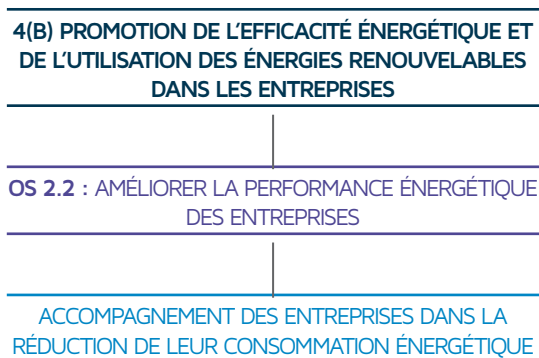 4(B) PROMOTION DE L'EFFICACITÉ ÉNERGÉTIQUE ET
DE L'UTILISATION DES ÉNERGIES RENOUVELABLES
DANS LES ENTREPRISES
OS 2.2 : AMÉLIORER LA PERFORMANCE ÉNERGÉTIQUE
DES ENTREPRISES
ACCOMPAGNEMENT DES ENTREPRISES DANS LA
RÉDUCTION DE LEUR CONSOMMATION ÉNERGÉTIQUE